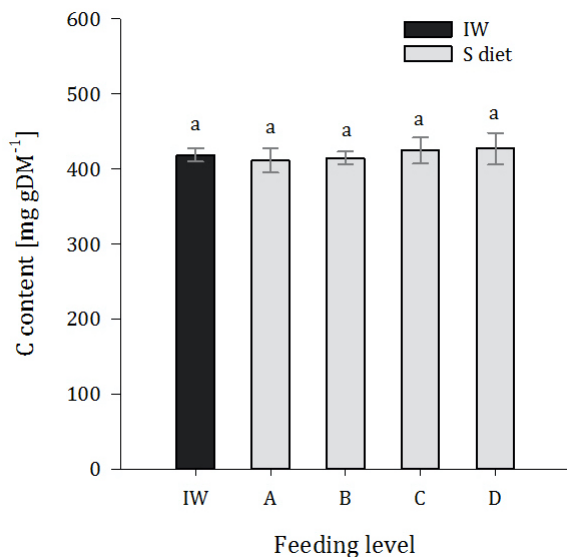 600
500
400
300
200
100
0
C content [mg gDM⁻¹]
IW
S diet
a
a
a
a
a
IW
A
B
C
D
Feeding level